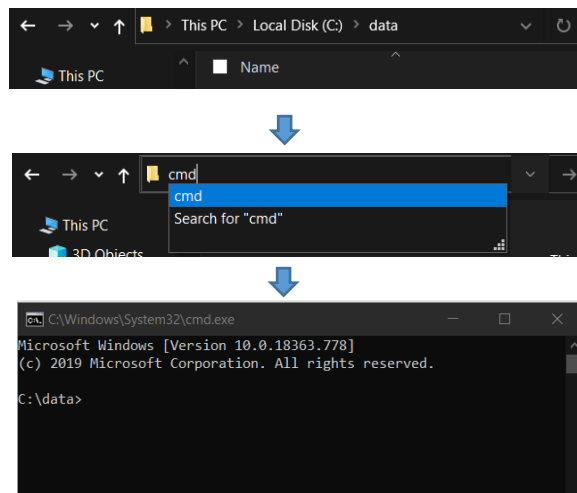 This PC > Local Disk (C:) > data
This PC
Name
cmd
cmd
This PC
Search for "cmd"
3D Objects
C:\Windows\System32\cmd.exe
Microsoft Windows [Version 10.0.18363.778]
(c) 2019 Microsoft Corporation. All rights reserved.
C:\data>